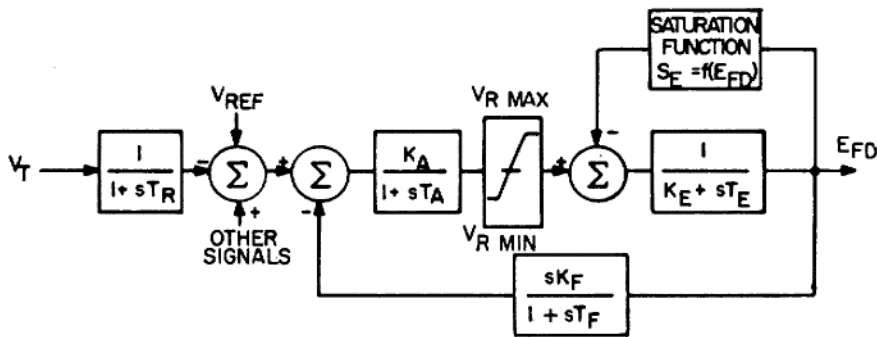 SATURATION
FUNCTION
S_E = f(E_FD)
V_REF
V_R MAX
V_T
1
1 + sT_R
Σ
Σ
K_A
1 + sT_A
Σ
1
K_E + sT_E
E_FD
- + - + - + -
OTHER
SIGNALS
V_R MIN
sK_F
1 + sT_F